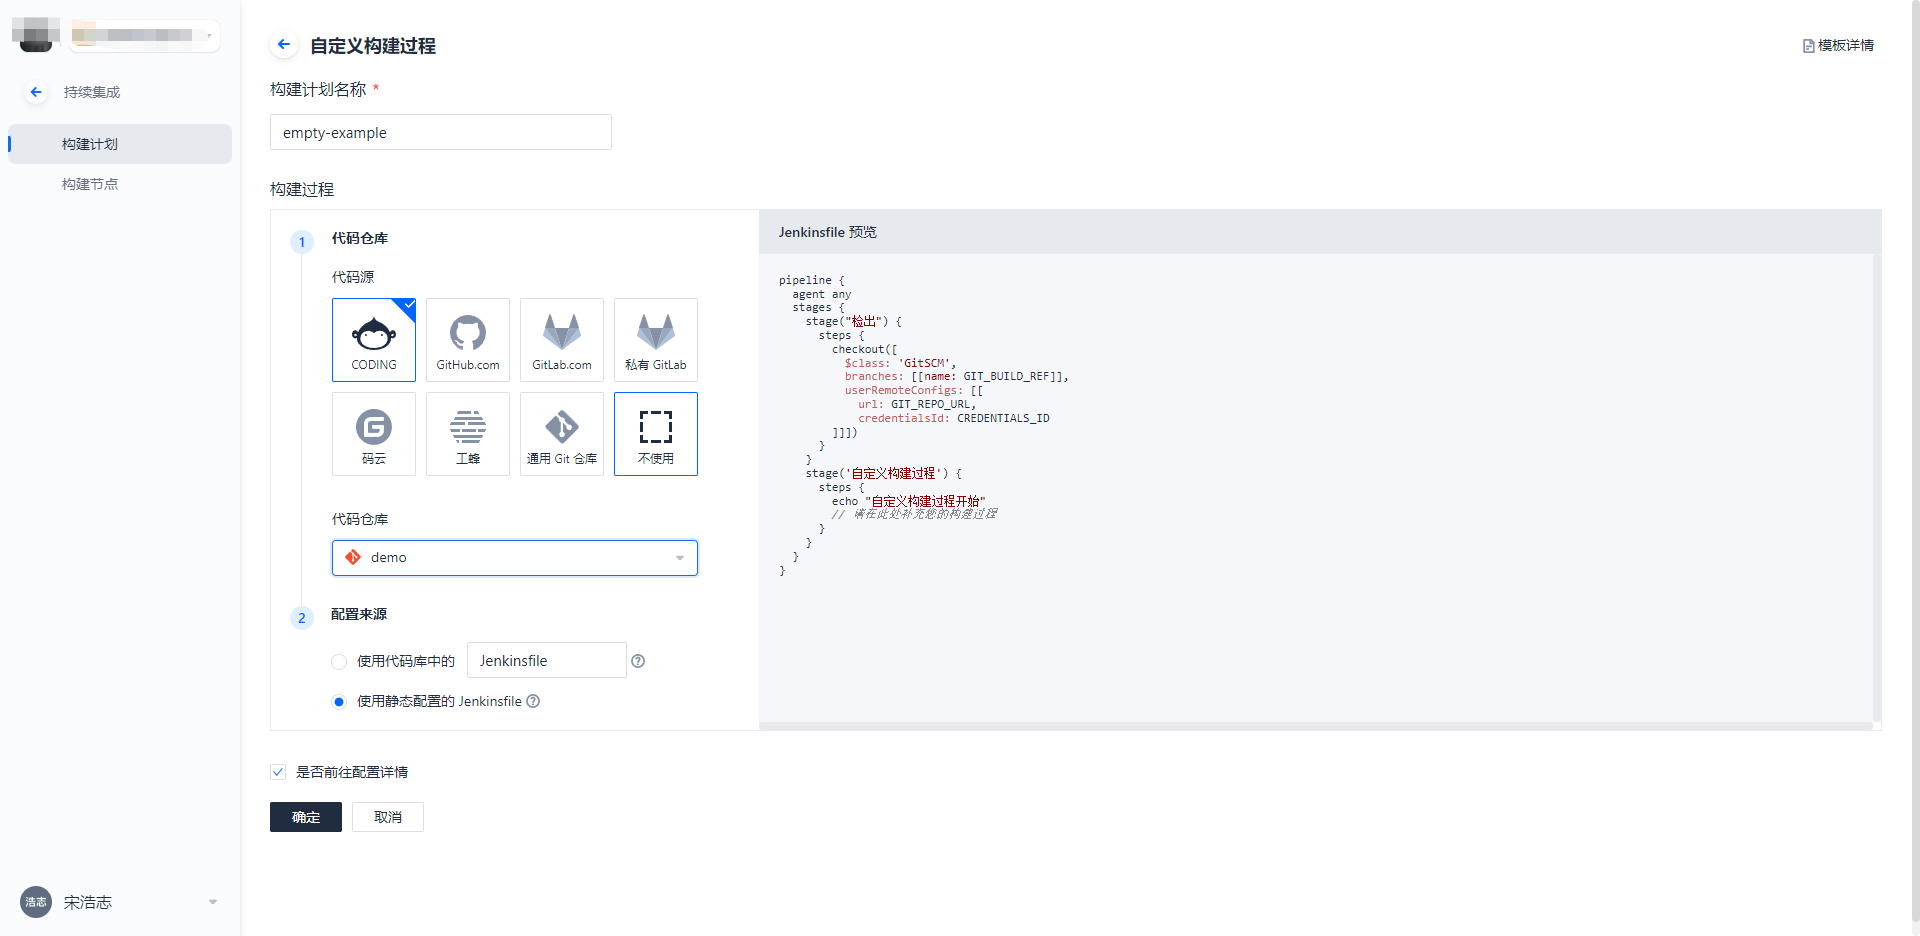 持续集成
构建计划
构建节点
浩志
宋浩志
自定义构建过程
模板详情
构建计划名称 *
empty-example
构建过程
1
代码仓库
代码源
CODING
GitHub.com
GitLab.com
私有 GitLab
码云
工蜂
通用 Git 仓库
不使用
代码仓库
demo
2
配置来源
使用代码库中的
Jenkinsfile
?
使用静态配置的 Jenkinsfile
?
Jenkinsfile 预览
pipeline {
  agent any
  stages {
    stage("检出") {
      steps {
        checkout([
          $class: 'GitSCM',
          branches: [[name: GIT_BUILD_REF]],
          userRemoteConfigs: [[
            url: GIT_REPO_URL,
            credentialsId: CREDENTIALS_ID
        ]]])
      }
    }
    stage('自定义构建过程') {
      steps {
        echo "自定义构建过程开始"
        // 请在此处补充您的构建过程
      }
    }
  }
}
是否前往配置详情
确定
取消